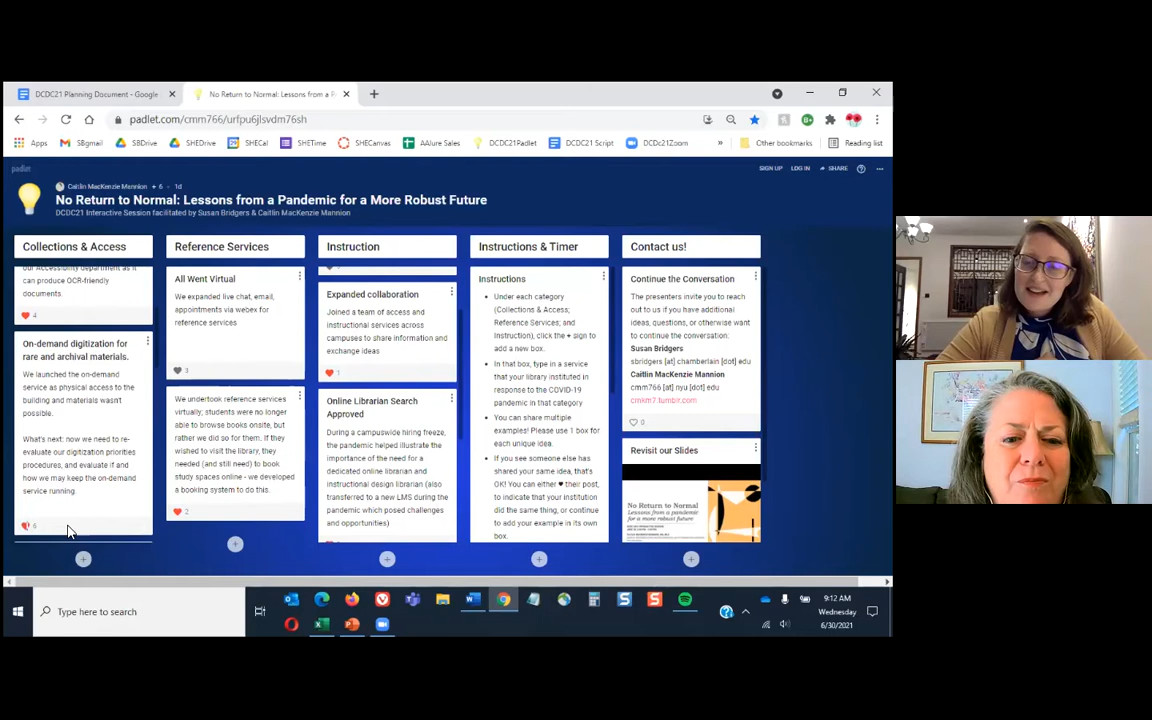 DCDC21 Planning Document - Google
No Return to Normal: Lessons from a P
padlet.com/cmm766/urfpu6jlsvdm76sh
Apps
SBgmail
SBDrive
SHEDrive
SHECal
SHETime
SHECanvas
AAlure Sales
DCDC21Padlet
DCDC21 Script
DCDc21Zoom
»
Other bookmarks
Reading list
padlet
SIGN UP
LOG IN
SHARE
Caitlin MacKenzie Mannion + 6 • 1d
No Return to Normal: Lessons from a Pandemic for a More Robust Future
DCDC21 Interactive Session facilitated by Susan Bridgers & Caitlin MacKenzie Mannion
Collections & Access
our Accessibility department as it
can produce OCR-friendly
documents.
4
On-demand digitization for
rare and archival materials.
We launched the on-demand
service as physical access to the
building and materials wasn't
possible.
What's next: now we need to re-
evaluate our digitization priorities
procedures, and evaluate if and
how we may keep the on-demand
service running.
6
Reference Services
All Went Virtual
We expanded live chat, email,
appointments via webex for
reference services
3
We undertook reference services
virtually; students were no longer
able to browse books onsite, but
rather we did so for them. If they
wished to visit the library, they
needed (and still need) to book
study spaces online - we developed
a booking system to do this.
2
Instruction
Expanded collaboration
Joined a team of access and
instructional services across
campuses to share information and
exchange ideas
1
Online Librarian Search
Approved
During a campuswide hiring freeze,
the pandemic helped illustrate the
importance of the need for a
dedicated online librarian and
instructional design librarian (also
transferred to a new LMS during the
pandemic which posed challenges
and opportunities)
Instructions & Timer
Instructions
• Under each category
(Collections & Access;
Reference Services; and
Instruction), click the + sign to
add a new box.
• In that box, type in a service
that your library instituted in
response to the COVID-19
pandemic in that category
• You can share multiple
examples! Please use 1 box for
each unique idea.
• If you see someone else has
shared your same idea, that's
OK! You can either ♥ their post,
to indicate that your institution
did the same thing, or continue
to add your example in its own
box.
Contact us!
Continue the Conversation
The presenters invite you to reach
out to us if you have additional
ideas, questions, or otherwise want
to continue the conversation:
Susan Bridgers
sbridgers [at] chamberlain [dot] edu
Caitlin MacKenzie Mannion
cmm766 [at] nyu [dot] edu
cmkm7.tumblr.com
0
Revisit our Slides
No Return to Normal
Lessons from a pandemic
for a more robust future
Type here to search
9:12 AM
Wednesday
6/30/2021